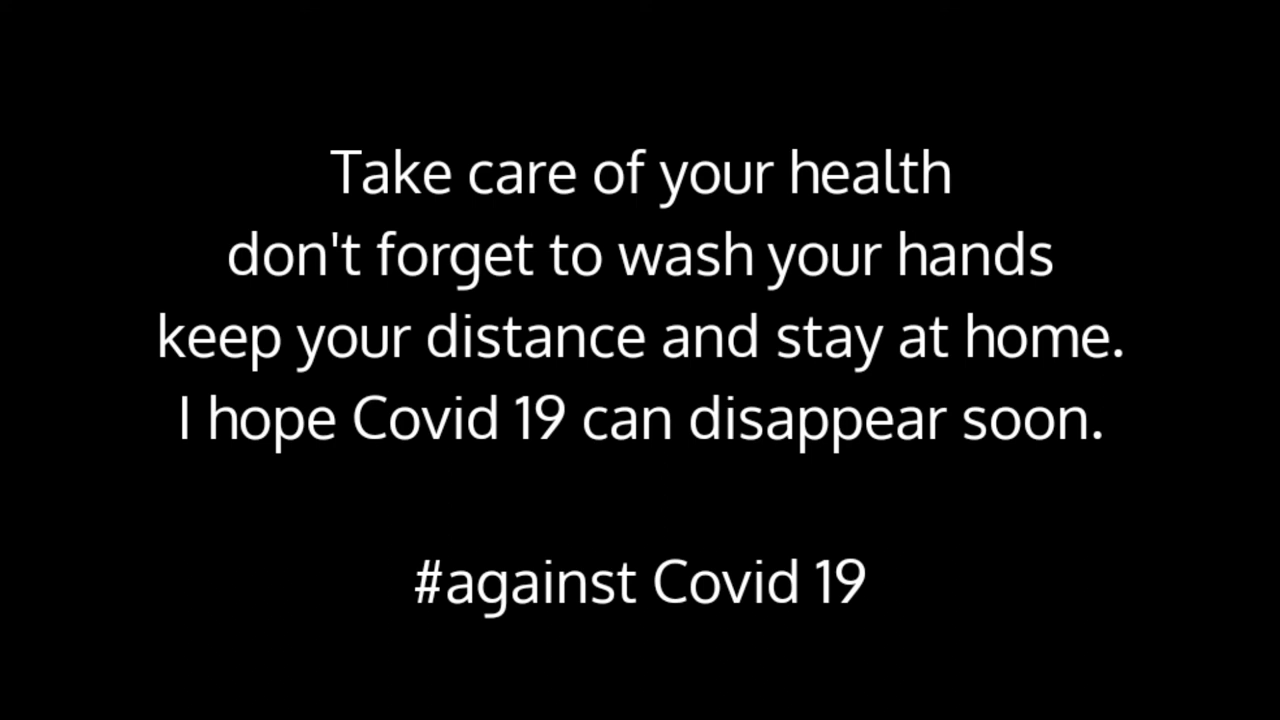 Take care of your health
don't forget to wash your hands
keep your distance and stay at home.
I hope Covid 19 can disappear soon.
#against Covid 19